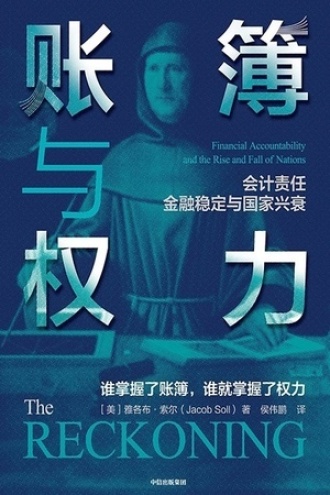 账簿
与
权力
Financial Accountability
and the Rise and Fall of Nations
会计责任
金融稳定与国家兴衰
谁掌握了账簿，谁就掌握了权力
［美］雅各布·索尔（Jacob Soll） 著 侯伟鹏 译
The
RECKONING
中信出版集团